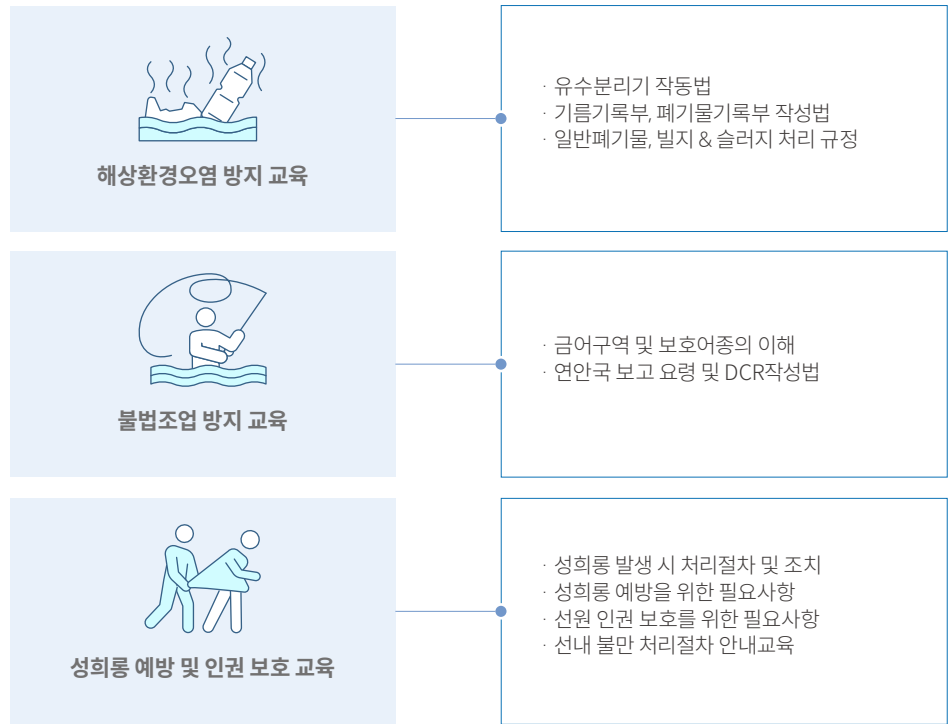 해상환경오염 방지 교육
· 유수분리기 작동법
· 기름기록부, 폐기물기록부 작성법
· 일반폐기물, 빌지 & 슬러지 처리 규정
불법조업 방지 교육
· 금어구역 및 보호어종의 이해
· 연안국 보고 요령 및 DCR작성법
성희롱 예방 및 인권 보호 교육
· 성희롱 발생 시 처리절차 및 조치
· 성희롱 예방을 위한 필요사항
· 선원 인권 보호를 위한 필요사항
· 선내 불만 처리절차 안내교육